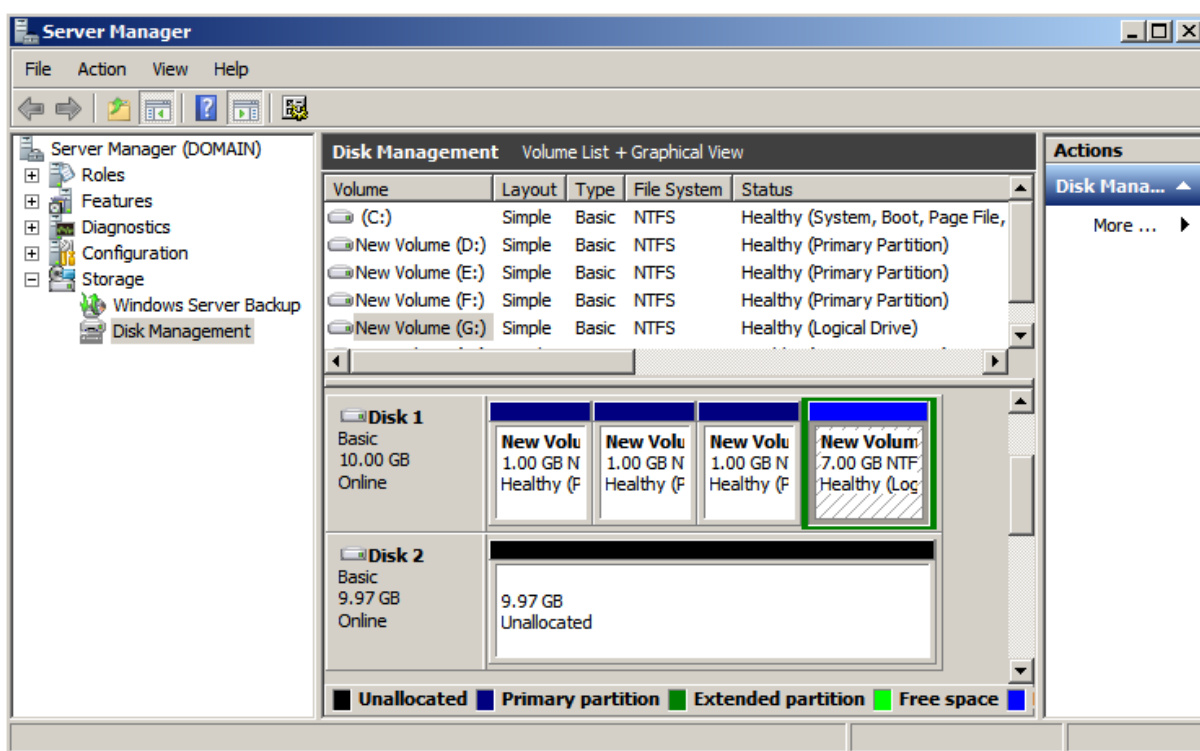 Server Manager
File Action View Help
Server Manager (DOMAIN)
Roles
Features
Diagnostics
Configuration
Storage
Windows Server Backup
Disk Management
Disk Management Volume List + Graphical View
Volume Layout Type File System Status
(C:) Simple Basic NTFS Healthy (System, Boot, Page File,
New Volume (D:) Simple Basic NTFS Healthy (Primary Partition)
New Volume (E:) Simple Basic NTFS Healthy (Primary Partition)
New Volume (F:) Simple Basic NTFS Healthy (Primary Partition)
New Volume (G:) Simple Basic NTFS Healthy (Logical Drive)
Disk 1
Basic
10.00 GB
Online
New Volu
1.00 GB N
Healthy (P
New Volu
1.00 GB N
Healthy (P
New Volu
1.00 GB N
Healthy (P
New Volum
7.00 GB NTF
Healthy (Log
Disk 2
Basic
9.97 GB
Online
9.97 GB
Unallocated
Unallocated Primary partition Extended partition Free space
Actions
Disk Mana...
More ...